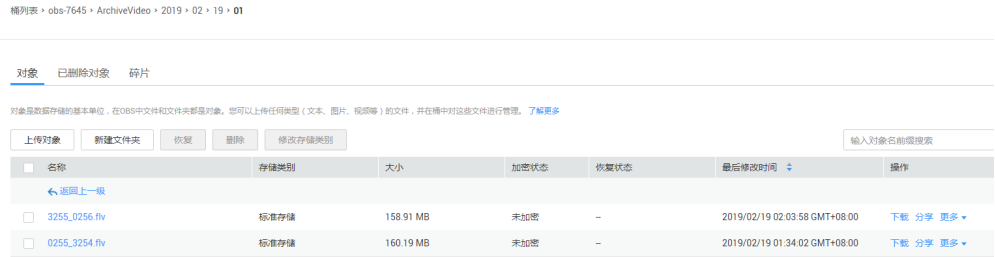 桶列表 › obs-7645 › ArchiveVideo › 2019 › 02 › 19 › 01
对象 已删除对象 碎片
对象是数据存储的基本单位，在OBS中文件和文件夹都是对象。您可以上传任何类型（文本、图片、视频等）的文件，并在桶中对这些文件进行管理。 了解更多
上传对象 新建文件夹 恢复 删除 修改存储类别 输入对象名前缀搜索
名称 存储类别 大小 加密状态 恢复状态 最后修改时间 操作
返回上一级
3255_0256.flv 标准存储 158.91 MB 未加密 -- 2019/02/19 02:03:58 GMT+08:00 下载 分享 更多
0255_3254.flv 标准存储 160.19 MB 未加密 -- 2019/02/19 01:34:02 GMT+08:00 下载 分享 更多